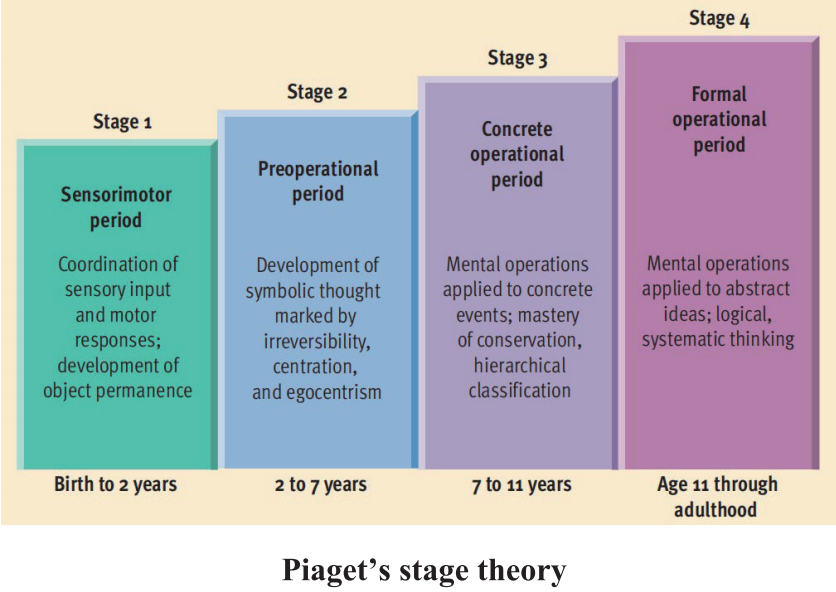 Stage 1
Sensorimotor
period
Coordination of
sensory input
and motor
responses;
development of
object permanence
Birth to 2 years
Stage 2
Preoperational
period
Development of
symbolic thought
marked by
irreversibility,
centration,
and egocentrism
2 to 7 years
Stage 3
Concrete
operational
period
Mental operations
applied to concrete
events; mastery
of conservation,
hierarchical
classification
7 to 11 years
Stage 4
Formal
operational
period
Mental operations
applied to abstract
ideas; logical,
systematic thinking
Age 11 through
adulthood
Piaget’s stage theory